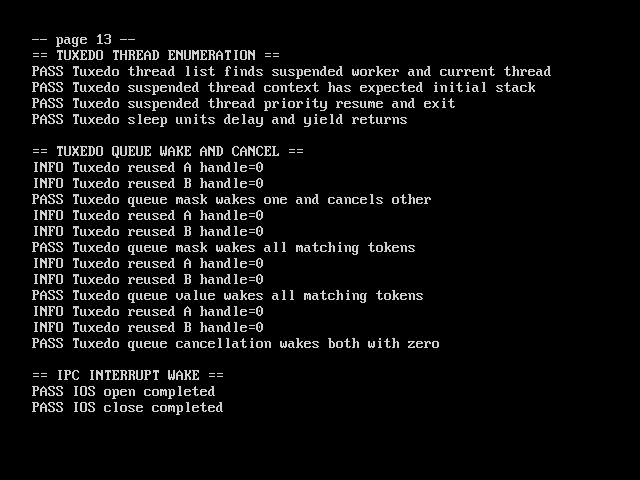 -- page 13 --
== TUXEDO THREAD ENUMERATION ==
PASS Tuxedo thread list finds suspended worker and current thread
PASS Tuxedo suspended thread context has expected initial stack
PASS Tuxedo suspended thread priority resume and exit
PASS Tuxedo sleep units delay and yield returns
== TUXEDO QUEUE WAKE AND CANCEL ==
INFO Tuxedo reused A handle=0
INFO Tuxedo reused B handle=0
PASS Tuxedo queue mask wakes one and cancels other
INFO Tuxedo reused A handle=0
INFO Tuxedo reused B handle=0
PASS Tuxedo queue mask wakes all matching tokens
INFO Tuxedo reused A handle=0
INFO Tuxedo reused B handle=0
PASS Tuxedo queue value wakes all matching tokens
INFO Tuxedo reused A handle=0
INFO Tuxedo reused B handle=0
PASS Tuxedo queue cancellation wakes both with zero
== IPC INTERRUPT WAKE ==
PASS IOS open completed
PASS IOS close completed